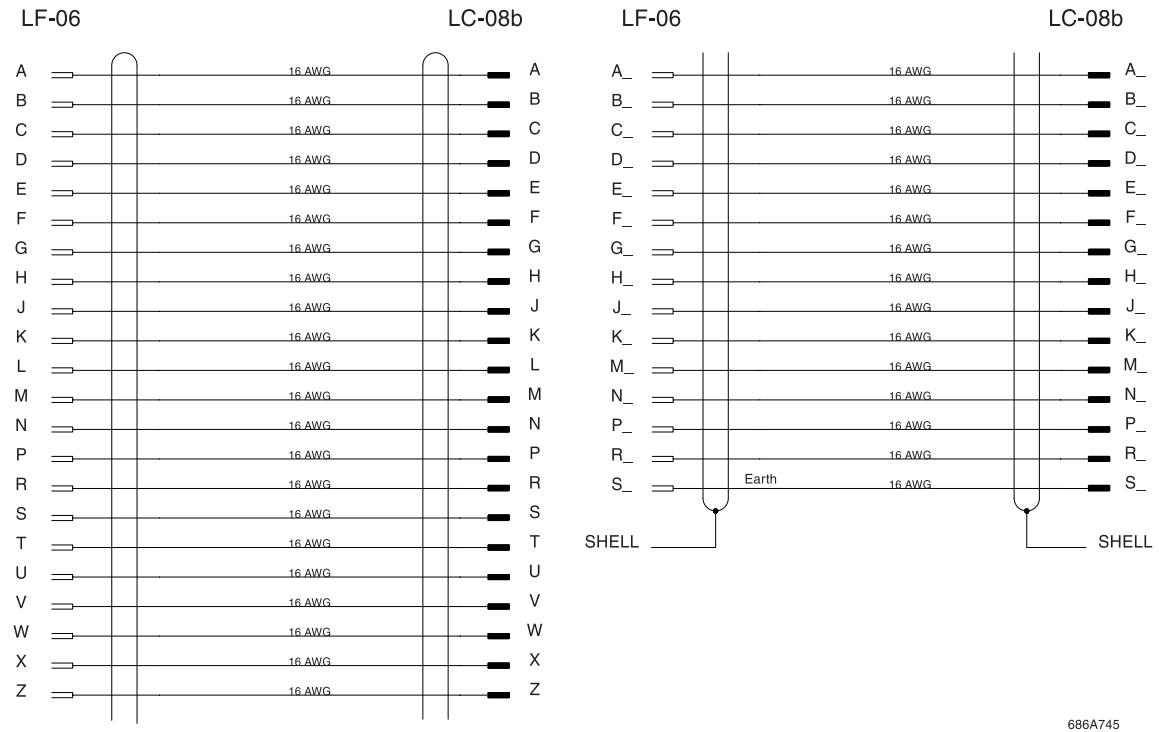 LF-06 LC-08b
A 16 AWG A
B 16 AWG B
C 16 AWG C
D 16 AWG D
E 16 AWG E
F 16 AWG F
G 16 AWG G
H 16 AWG H
J 16 AWG J
K 16 AWG K
L 16 AWG L
M 16 AWG M
N 16 AWG N
P 16 AWG P
R 16 AWG R
S 16 AWG S
T 16 AWG T
U 16 AWG U
V 16 AWG V
W 16 AWG W
X 16 AWG X
Z 16 AWG Z
LF-06 LC-08b
A_ 16 AWG A_
B_ 16 AWG B_
C_ 16 AWG C_
D_ 16 AWG D_
E_ 16 AWG E_
F_ 16 AWG F_
G_ 16 AWG G_
H_ 16 AWG H_
J_ 16 AWG J_
K_ 16 AWG K_
M_ 16 AWG M_
N_ 16 AWG N_
P_ 16 AWG P_
R_ 16 AWG R_
S_ Earth 16 AWG S_
SHELL SHELL
686A745